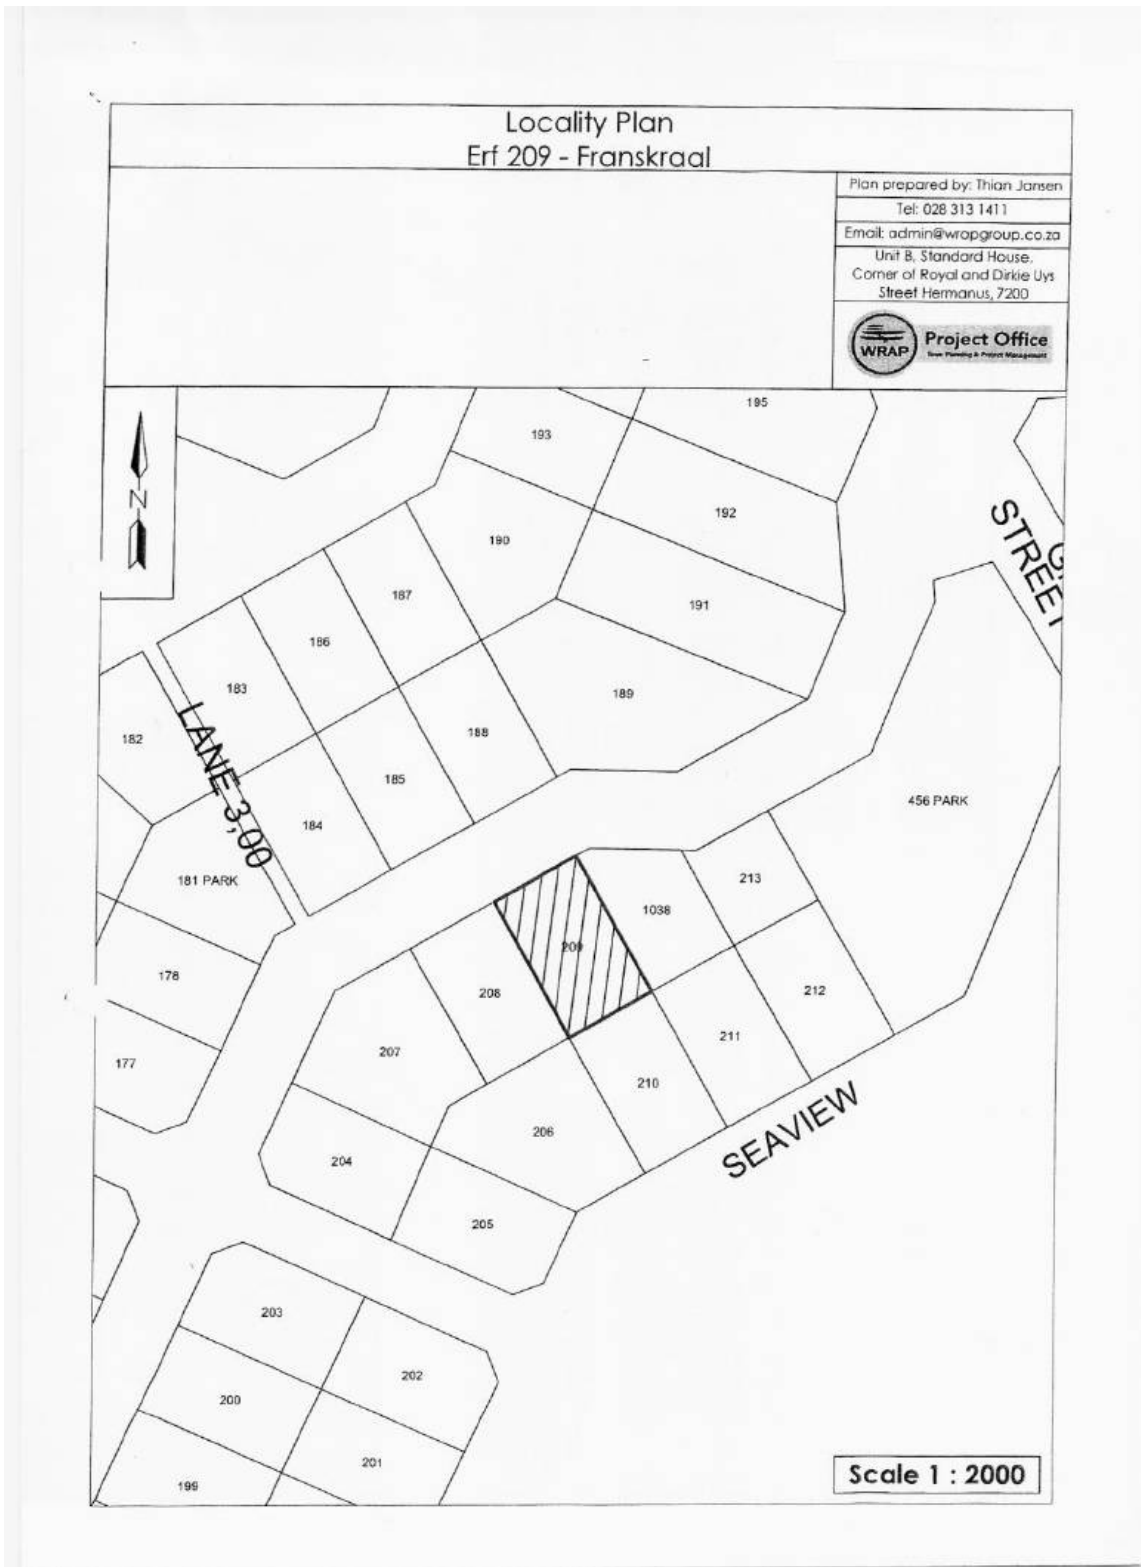 Locality Plan
Erf 209 - Franskraal
Plan prepared by: Thian Jansen
Tel: 028 313 1411
Email: admin@wrapgroup.co.za
Unit B, Standard House,
Corner of Royal and Dirkie Uys
Street Hermanus, 7200
WRAP
Project Office
Town Planning & Project Management
N
195
193
192
190
STREET
187
191
186
183
189
182
LANE 3,00
188
185
456 PARK
184
181 PARK
213
1038
209
178
208
212
211
207
177
210
SEAVIEW
206
204
205
203
202
200
201
199
Scale 1 : 2000